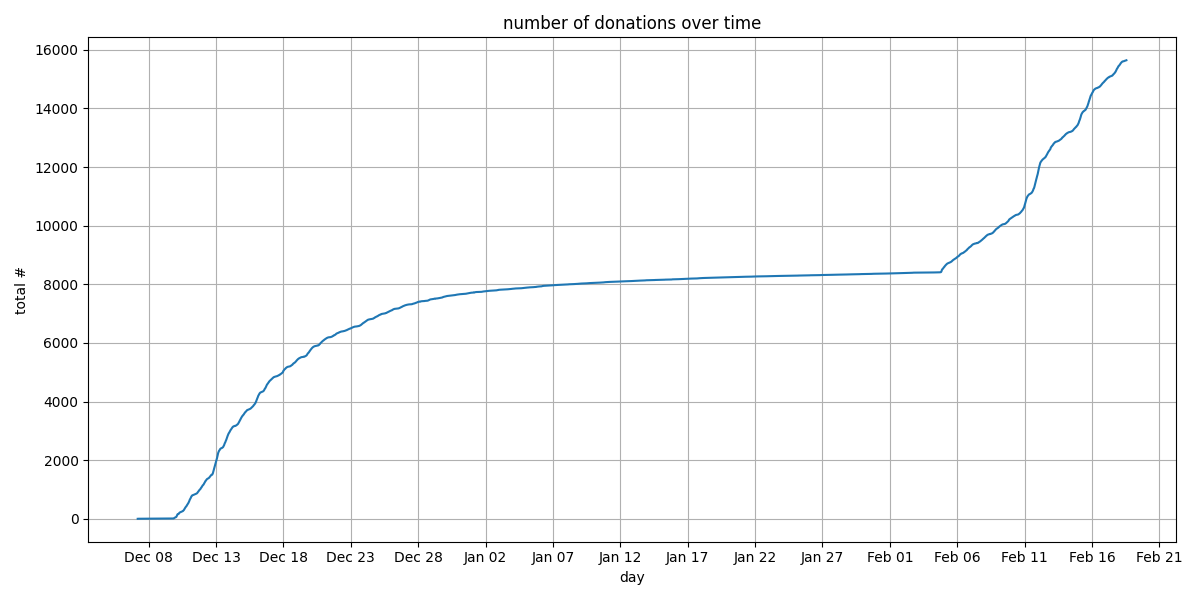 number of donations over time
16000
14000
12000
10000
8000
6000
4000
2000
0
total #
Dec 08 Dec 13 Dec 18 Dec 23 Dec 28 Jan 02 Jan 07 Jan 12 Jan 17 Jan 22 Jan 27 Feb 01 Feb 06 Feb 11 Feb 16 Feb 21
day